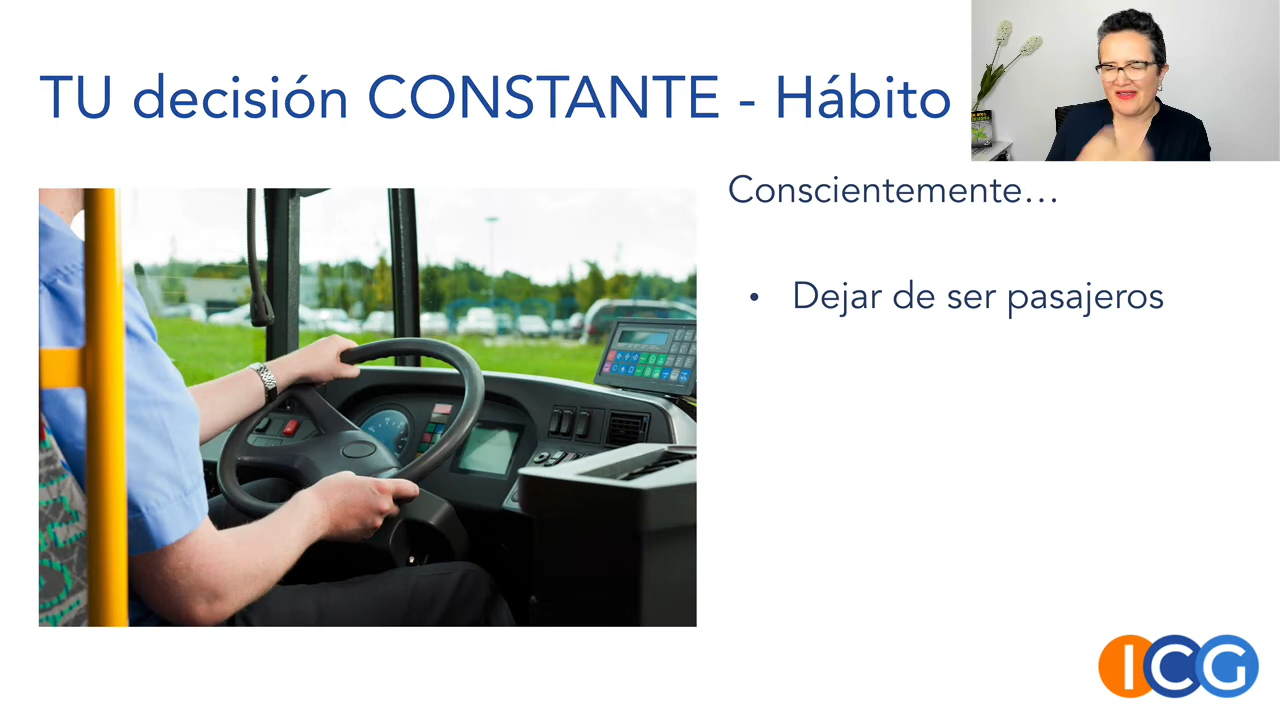 TU decisión CONSTANTE - Hábito
Conscientemente…
• Dejar de ser pasajeros
ICG